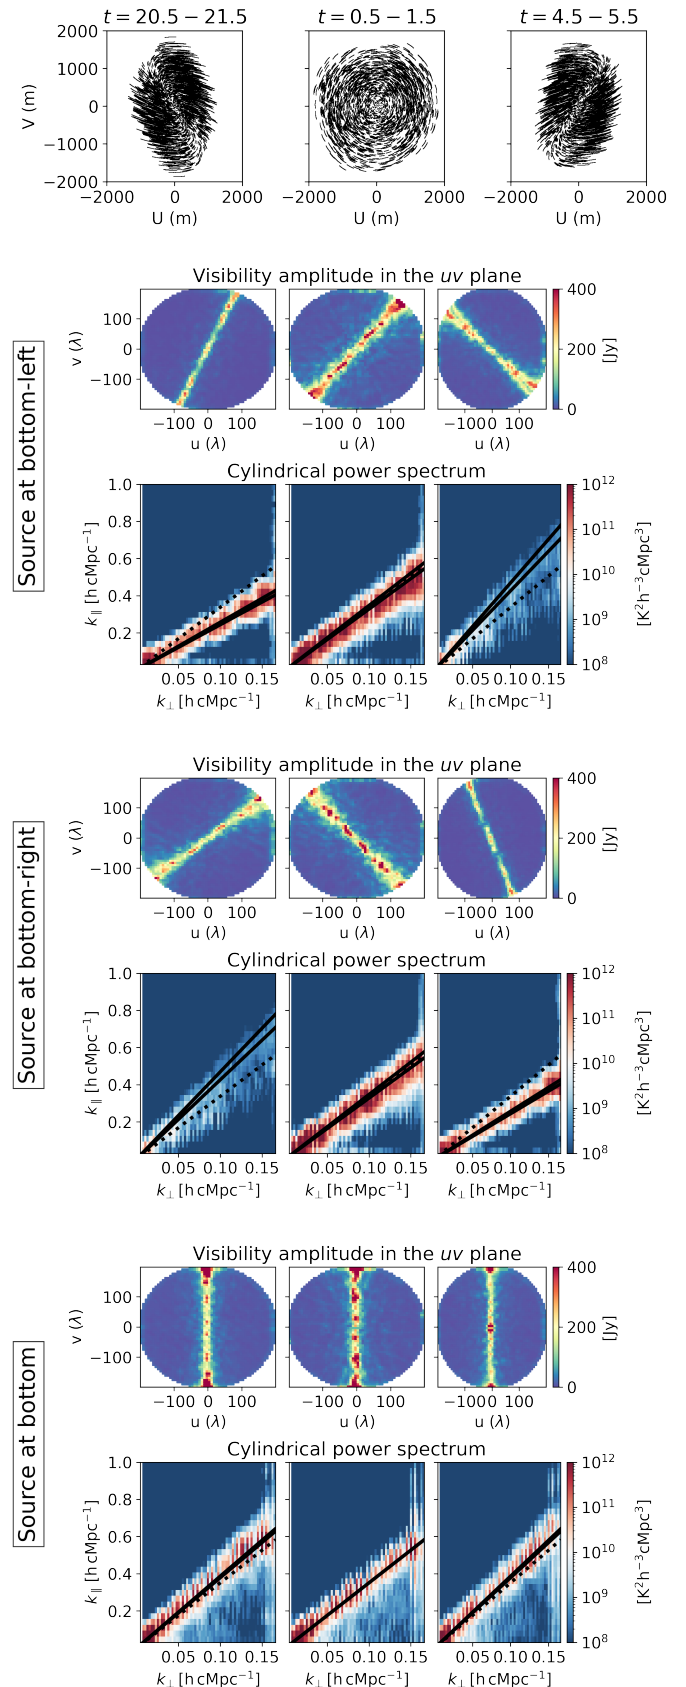 t = 20.5 − 21.5 t = 0.5 − 1.5 t = 4.5 − 5.5
2000
1000
0
−1000
−2000
V (m)
−2000 0 2000 −2000 0 2000 −2000 0 2000
U (m) U (m) U (m)
Source at bottom-left
Visibility amplitude in the uv plane
100
0
−100
v (λ)
400
200
0
[Jy]
−100 0 100 −100 0 100 −100 0 100
u (λ) u (λ) u (λ)
Cylindrical power spectrum
1.0
0.8
0.6
0.4
0.2
k∥ [h cMpc⁻¹]
10¹²
10¹¹
10¹⁰
10⁹
10⁸
[K²h⁻³cMpc³]
0.05 0.10 0.15 0.05 0.10 0.15 0.05 0.10 0.15
k⊥ [h cMpc⁻¹] k⊥ [h cMpc⁻¹] k⊥ [h cMpc⁻¹]
Source at bottom-right
Visibility amplitude in the uv plane
100
0
−100
v (λ)
400
200
0
[Jy]
−100 0 100 −100 0 100 −100 0 100
u (λ) u (λ) u (λ)
Cylindrical power spectrum
1.0
0.8
0.6
0.4
0.2
k∥ [h cMpc⁻¹]
10¹²
10¹¹
10¹⁰
10⁹
10⁸
[K²h⁻³cMpc³]
0.05 0.10 0.15 0.05 0.10 0.15 0.05 0.10 0.15
k⊥ [h cMpc⁻¹] k⊥ [h cMpc⁻¹] k⊥ [h cMpc⁻¹]
Source at bottom
Visibility amplitude in the uv plane
100
0
−100
v (λ)
400
200
0
[Jy]
−100 0 100 −100 0 100 −100 0 100
u (λ) u (λ) u (λ)
Cylindrical power spectrum
1.0
0.8
0.6
0.4
0.2
k∥ [h cMpc⁻¹]
10¹²
10¹¹
10¹⁰
10⁹
10⁸
[K²h⁻³cMpc³]
0.05 0.10 0.15 0.05 0.10 0.15 0.05 0.10 0.15
k⊥ [h cMpc⁻¹] k⊥ [h cMpc⁻¹] k⊥ [h cMpc⁻¹]